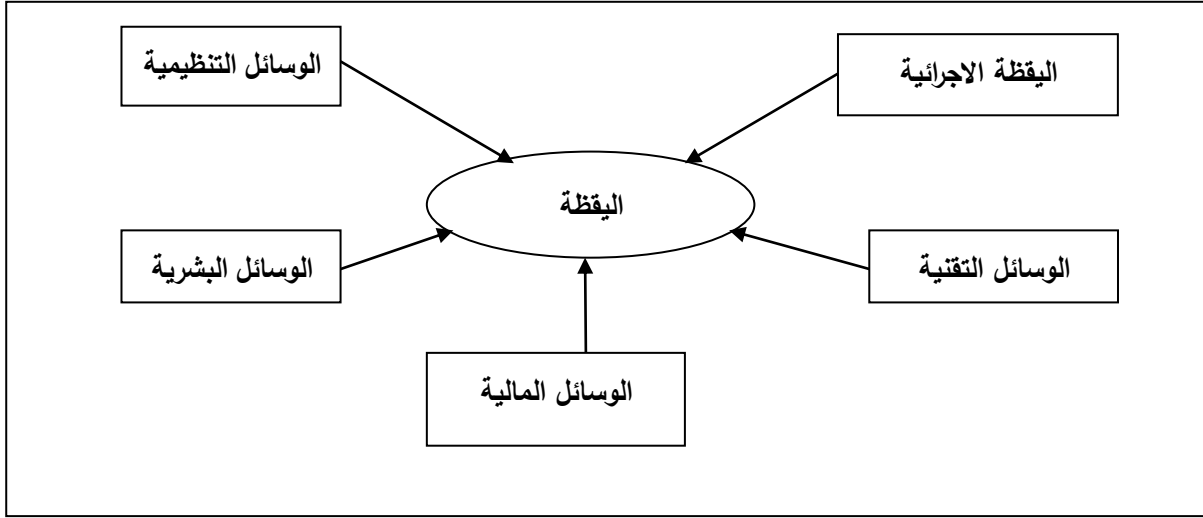 اليقظة الاجرائية
الوسائل التنظيمية
اليقظة
الوسائل التقنية
الوسائل البشرية
الوسائل المالية